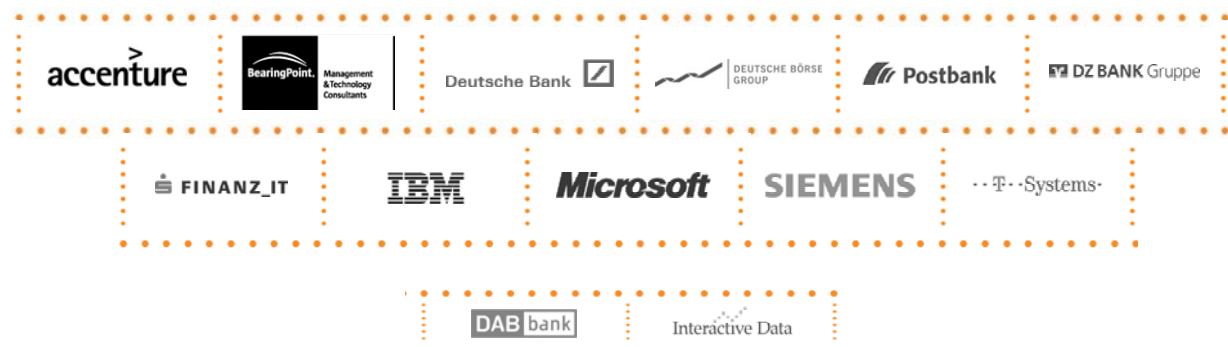 accenture
BearingPoint. Management
& Technology
Consultants
Deutsche Bank
DEUTSCHE BÖRSE
GROUP
Postbank
DZ BANK Gruppe
FINANZ_IT
IBM
Microsoft
SIEMENS
··T··Systems·
DAB bank
Interactive Data